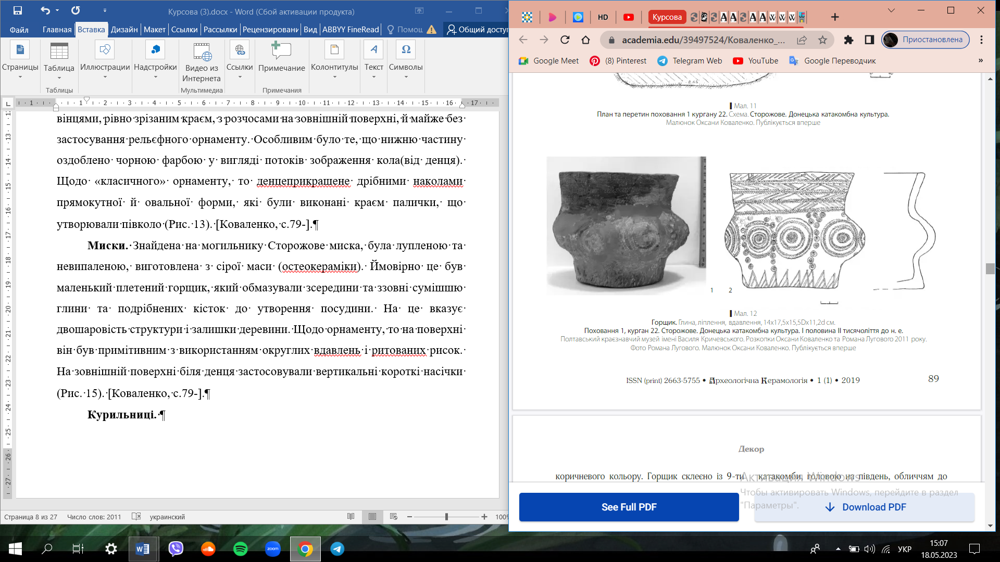 Курсова (3).docx - Word (Сбой активации продукта)
Файл
Главная
Вставка
Дизайн
Макет
Ссылки
Рассылки
Рецензировани
Вид
ABBYY FineRead
Помощ
Общий доступ
Страницы
Таблица
Иллюстрации
Надстройки
Видео из
Интернета
Ссылки
Примечание
Колонтитулы
Текст
Символы
Таблицы
Мультимедиа
Примечания
вінцями, рівно зрізаним краєм, з розчосами на зовнішній поверхні, й майже без
застосування рельєфного орнаменту. Особливим було те, що нижню частину
оздоблено чорною фарбою у вигляді потоків зображення кола(від денця).
Щодо «класичного» орнаменту, то денцеприкрашене дрібними наколами
прямокутної й овальної форми, які були виконані краєм палички, що
утворювали півколо (Рис. 13). [Коваленко, с.79-].¶
Миски. Знайдена на могильнику Сторожове миска, була лупленою та
невипаленою, виготовлена з сірої маси (остеокераміки). Ймовірно це був
маленький плетений горщик, який обмазували зсередини та ззовні сумішшю
глини та подрібнених кісток до утворення посудини. На це вказує
двошаровість структури і залишки деревини. Щодо орнаменту, то на поверхні
він був примітивним з використанням округлих вдавлень і ритованих рисок.
На зовнішній поверхні біля денця застосовували вертикальні короткі насічки
(Рис. 15). [Коваленко, с.79-].¶
Курильниці. ¶
Страница 8 из 27
Число слов: 2011
украинский
100%
HD
Курсова
academia.edu/39497524/Коваленко_...
Приостановлена
Google Meet
(8) Pinterest
Telegram Web
YouTube
Google Переводчик
»
Мал. 11
План та перетин поховання 1 кургану 22. Схема. Сторожове. Донецька катакомбна культура.
Малюнок Оксани Коваленко. Публікується вперше
1
2
Мал. 12
Горщик. Глина, ліплення, вдавлення, 14х17,5х15,5Dх11,2d см.
Поховання 1, курган 22. Сторожове. Донецька катакомбна культура. І половина ІІ тисячоліття до н. е.
Полтавський краєзнавчий музей імені Василя Кричевського. Розкопки Оксани Коваленко та Романа Лугового 2011 року.
Фото Романа Лугового. Малюнок Оксани Коваленко. Публікується вперше
ISSN (print) 2663-5755 • Археологічна Керамологія • 1 (1) • 2019
89
Декор
коричневого кольору. Горщик склеєно із 9-ти
катакомби, головою на південь, обличчям до
Активация Windows
Чтобы активировать Windows, перейдите в раздел
"Параметры".
See Full PDF
Download PDF
zoom
УКР
15:07
18.05.2023